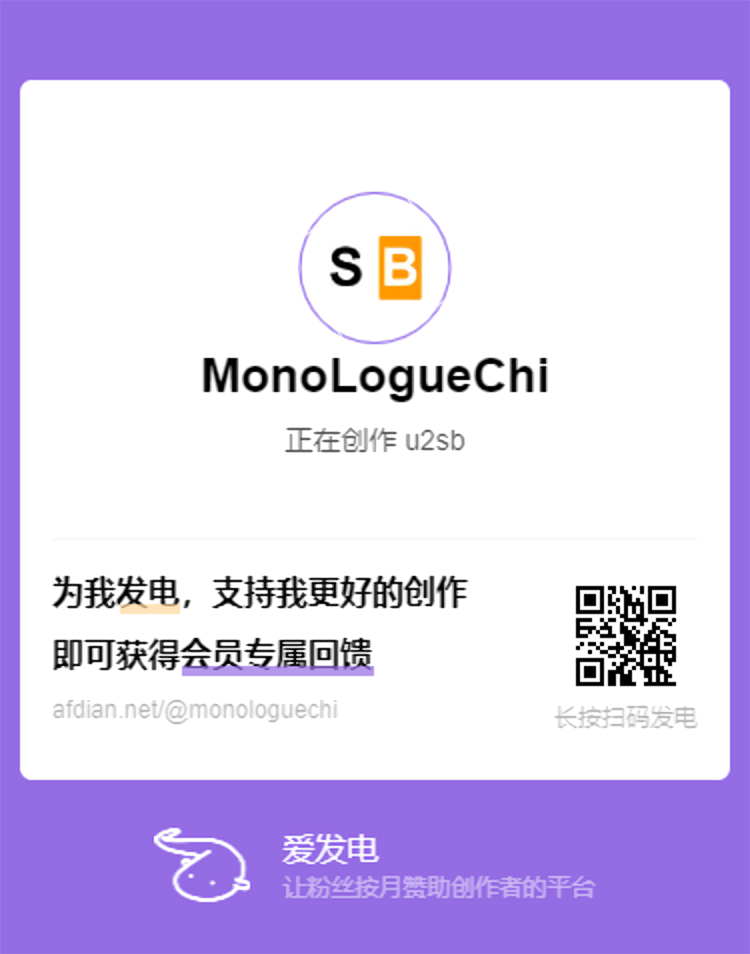 S B
MonoLogueChi
正在创作 u2sb
为我发电，支持我更好的创作
即可获得会员专属回馈
afdian.net/@monologuechi
长按扫码发电
爱发电
让粉丝按月赞助创作者的平台